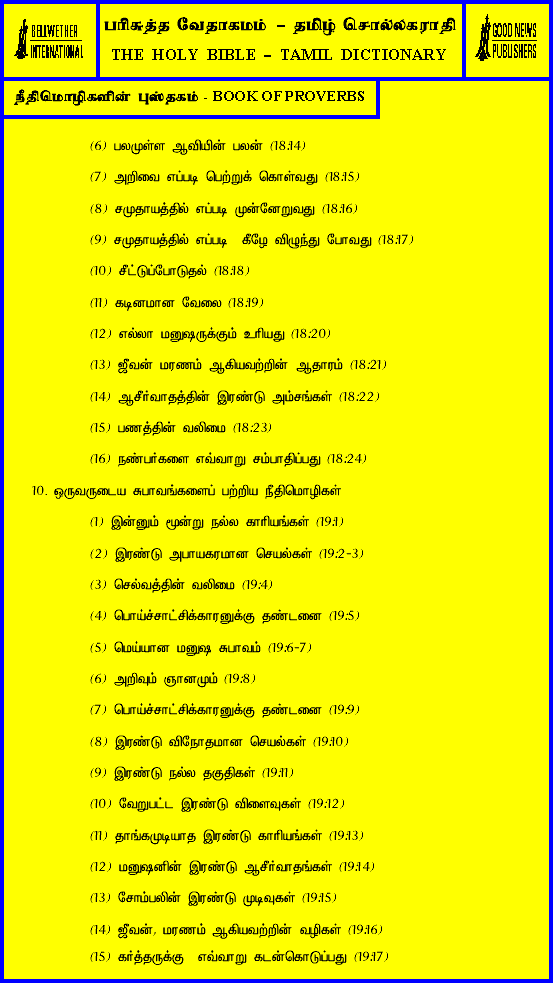 BELLWETHER
INTERNATIONAL
பரிசுத்த வேதாகமம் – தமிழ் சொல்லகராதி
THE HOLY BIBLE – TAMIL DICTIONARY
GOOD NEWS
PUBLISHERS
நீதிமொழிகளின் புஸ்தகம் - BOOK OF PROVERBS
(6) பலமுள்ள ஆவியின் பலன் (18:14)
(7) அறிவை எப்படி பெற்றுக் கொள்வது (18:15)
(8) சமுதாயத்தில் எப்படி முன்னேறுவது (18:16)
(9) சமுதாயத்தில் எப்படி கீழே விழுந்து போவது (18:17)
(10) சீட்டுப்போடுதல் (18:18)
(11) கடினமான வேலை (18:19)
(12) எல்லா மனுஷருக்கும் உரியது (18:20)
(13) ஜீவன் மரணம் ஆகியவற்றின் ஆதாரம் (18:21)
(14) ஆசீர்வாதத்தின் இரண்டு அம்சங்கள் (18:22)
(15) பணத்தின் வலிமை (18:23)
(16) நண்பர்களை எவ்வாறு சம்பாதிப்பது (18:24)
10. ஒருவருடைய சுபாவங்களைப் பற்றிய நீதிமொழிகள்
(1) இன்னும் மூன்று நல்ல காரியங்கள் (19:1)
(2) இரண்டு அபாயகரமான செயல்கள் (19:2-3)
(3) செல்வத்தின் வலிமை (19:4)
(4) பொய்ச்சாட்சிக்காரனுக்கு தண்டனை (19:5)
(5) மெய்யான மனுஷ சுபாவம் (19:6-7)
(6) அறிவும் ஞானமும் (19:8)
(7) பொய்ச்சாட்சிக்காரனுக்கு தண்டனை (19:9)
(8) இரண்டு விநோதமான செயல்கள் (19:10)
(9) இரண்டு நல்ல தகுதிகள் (19:11)
(10) வேறுபட்ட இரண்டு விளைவுகள் (19:12)
(11) தாங்கமுடியாத இரண்டு காரியங்கள் (19:13)
(12) மனுஷனின் இரண்டு ஆசீர்வாதங்கள் (19:14)
(13) சோம்பலின் இரண்டு முடிவுகள் (19:15)
(14) ஜீவன், மரணம் ஆகியவற்றின் வழிகள் (19:16)
(15) கர்த்தருக்கு எவ்வாறு கடன்கொடுப்பது (19:17)